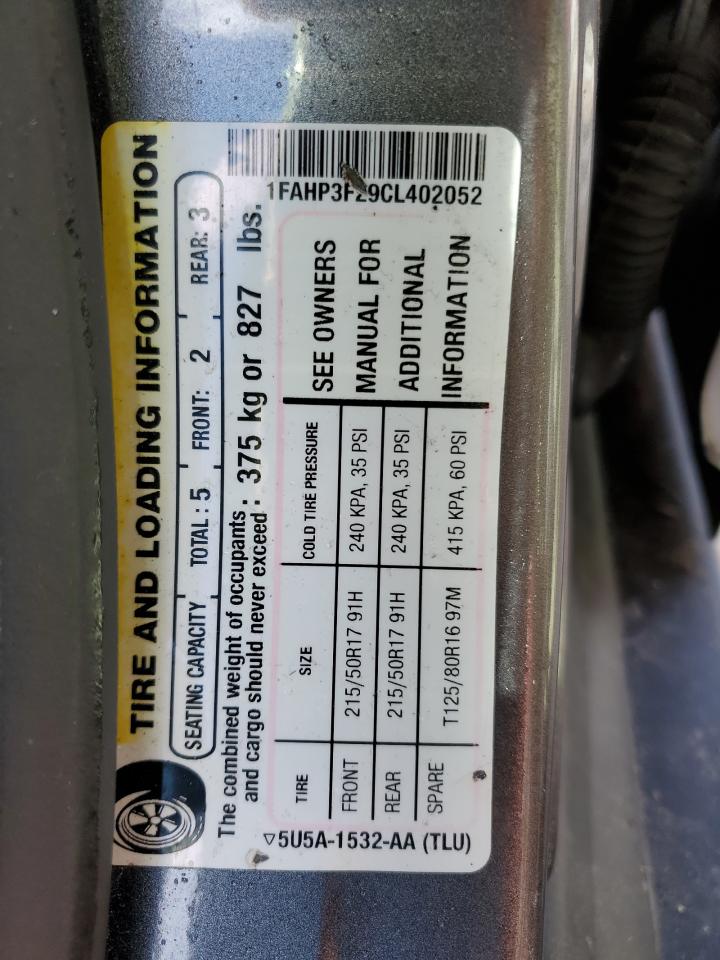 TIRE AND LOADING INFORMATION
SEATING CAPACITY TOTAL : 5 FRONT: 2 REAR: 3
The combined weight of occupants
and cargo should never exceed : 375 kg or 827 lbs.
TIRE SIZE COLD TIRE PRESSURE
FRONT 215/50R17 91H 240 KPA, 35 PSI
REAR 215/50R17 91H 240 KPA, 35 PSI
SPARE T125/80R16 97M 415 KPA, 60 PSI
SEE OWNERS
MANUAL FOR
ADDITIONAL
INFORMATION
▽5U5A-1532-AA (TLU)
1FAHP3F29CL402052